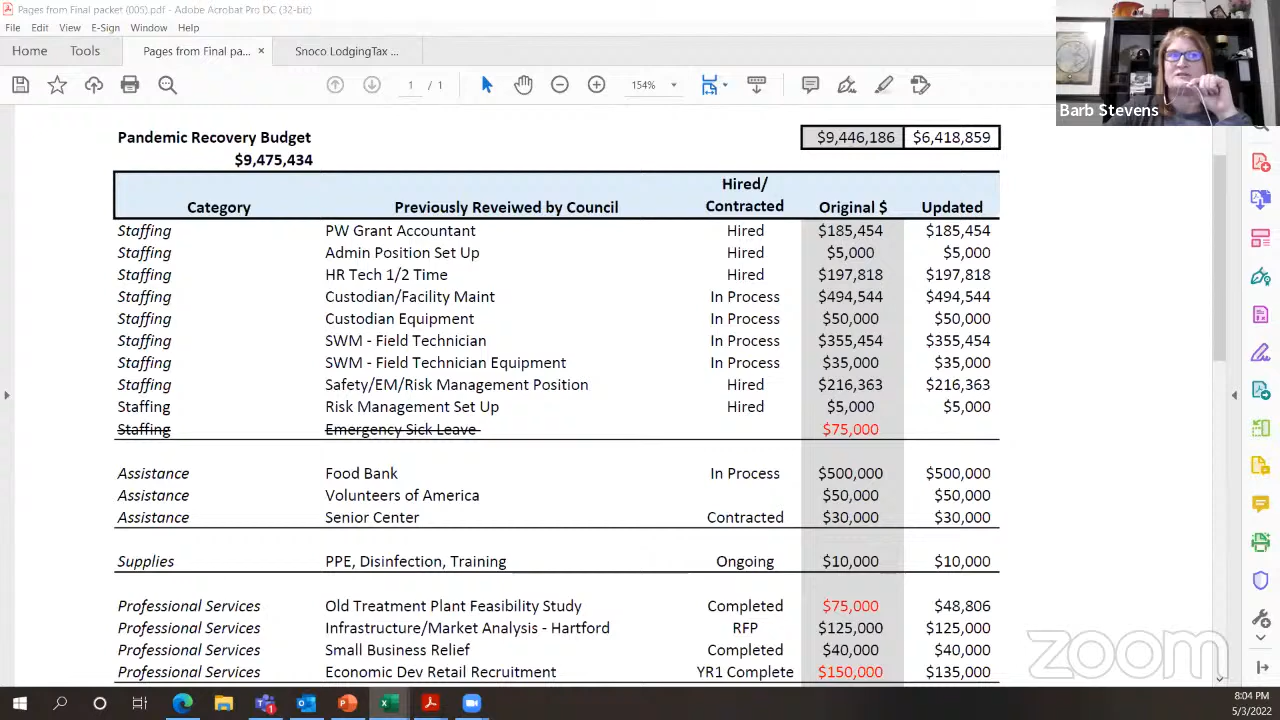 Pages from Final packet (005).pdf - Adobe Acrobat Pro DC (32-bit)
File Edit View E-Sign Window Help
Home Tools Pages from Final pa... × Snoco LodgingTax ...
1 / 154%
Barb Stevens
Pandemic Recovery Budget $9,446,186 $6,418,859
$9,475,434
Hired/
Category Previously Reveiwed by Council Contracted Original $ Updated
Staffing PW Grant Accountant Hired $185,454 $185,454
Staffing Admin Position Set Up Hired $5,000 $5,000
Staffing HR Tech 1/2 Time Hired $197,818 $197,818
Staffing Custodian/Facility Maint In Process $494,544 $494,544
Staffing Custodian Equipment In Process $50,000 $50,000
Staffing SWM - Field Technician In Process $355,454 $355,454
Staffing SWM - Field Technician Equipment In Process $35,000 $35,000
Staffing Safety/EM/Risk Management Position Hired $216,363 $216,363
Staffing Risk Management Set Up Hired $5,000 $5,000
Staffing Emergency Sick Leave $75,000
Assistance Food Bank In Process $500,000 $500,000
Assistance Volunteers of America $50,000 $50,000
Assistance Senior Center Contracted $30,000 $30,000
Supplies PPE, Disinfection, Training Ongoing $10,000 $10,000
Professional Services Old Treatment Plant Feasibility Study Completed $75,000 $48,806
Professional Services Infrastructure/Market Analysis - Hartford RFP $125,000 $125,000
Professional Services Small Business Relief Completed $40,000 $40,000
Professional Services Economic Dev Retail Recruitment YR1 Complete $150,000 $135,000
zoom
8:04 PM
5/3/2022